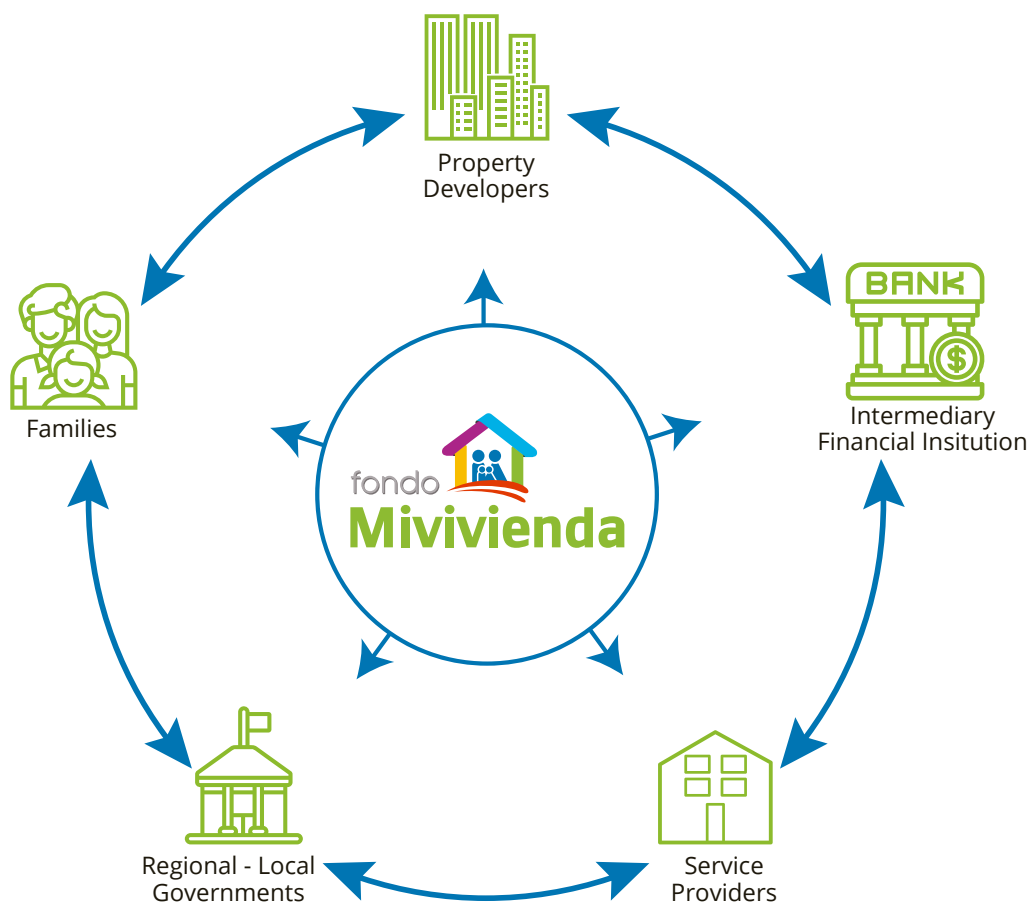 Property
Developers
BANK
$
Intermediary
Financial Insitution
Families
fondo
Mivivienda
Regional - Local
Governments
Service
Providers